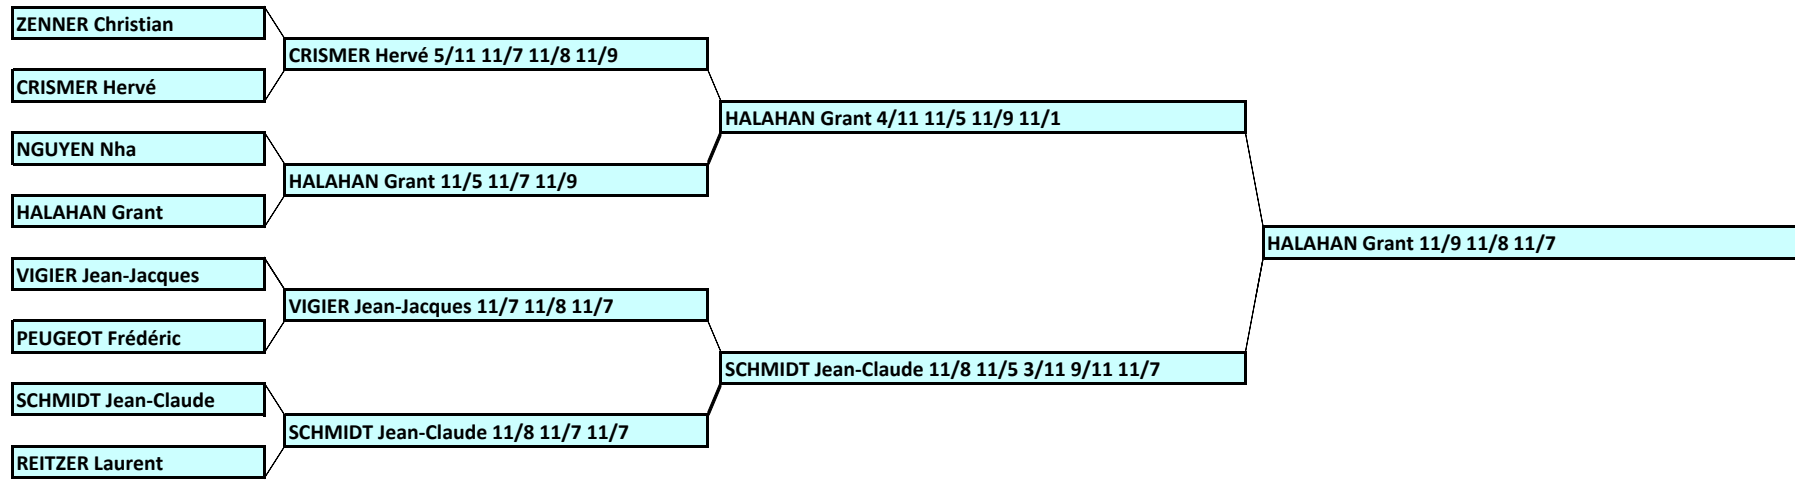 ZENNER Christian
CRISMER Hervé 5/11 11/7 11/8 11/9
CRISMER Hervé
HALAHAN Grant 4/11 11/5 11/9 11/1
NGUYEN Nha
HALAHAN Grant 11/5 11/7 11/9
HALAHAN Grant
HALAHAN Grant 11/9 11/8 11/7
VIGIER Jean-Jacques
VIGIER Jean-Jacques 11/7 11/8 11/7
PEUGEOT Frédéric
SCHMIDT Jean-Claude 11/8 11/5 3/11 9/11 11/7
SCHMIDT Jean-Claude
SCHMIDT Jean-Claude 11/8 11/7 11/7
REITZER Laurent